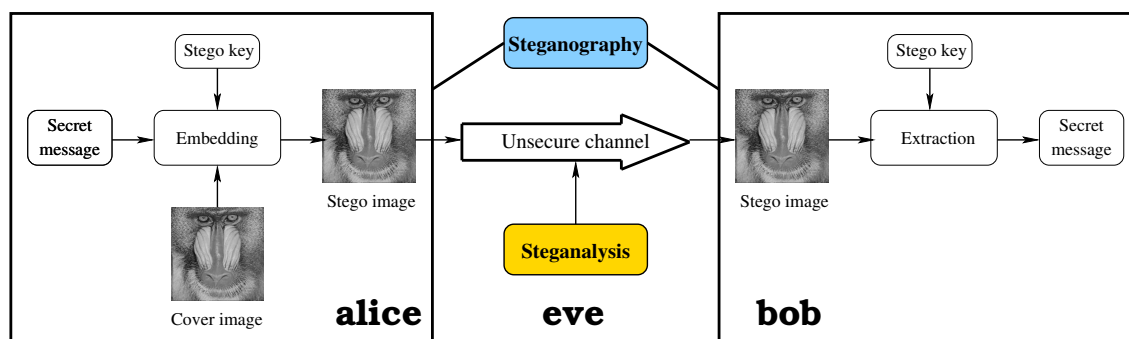 Steganography
Stego key
Secret
message
Embedding
Stego image
Cover image
alice
Unsecure channel
Steganalysis
eve
Stego key
Stego image
Extraction
Secret
message
bob